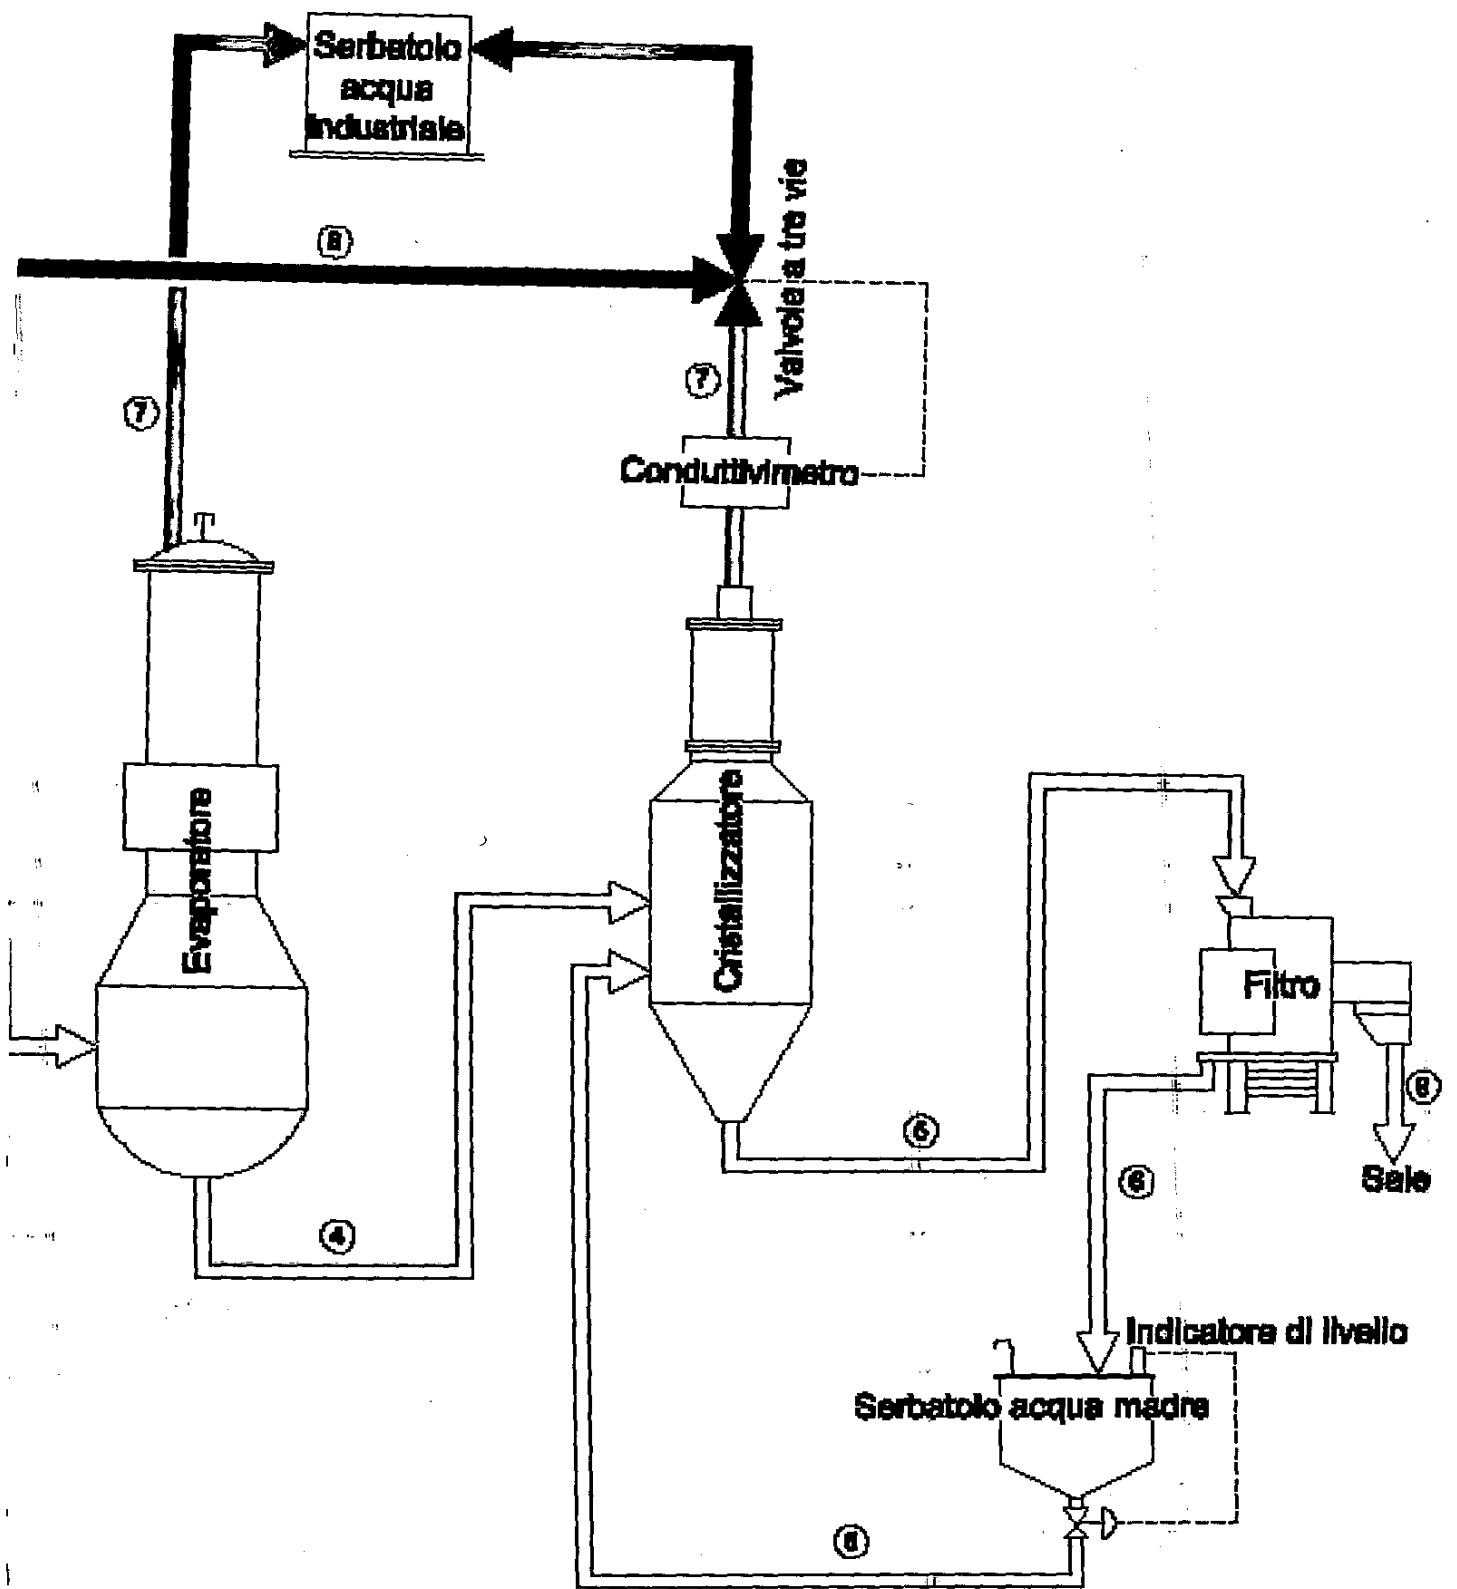 Serbatoio
acqua
industriale
Valvola a tre vie
8
7
7
Conduttivimetro
Evaporatore
Cristallizzatore
Filtro
Sale
5
6
4
Indicatore di livello
Serbatoio acqua madre